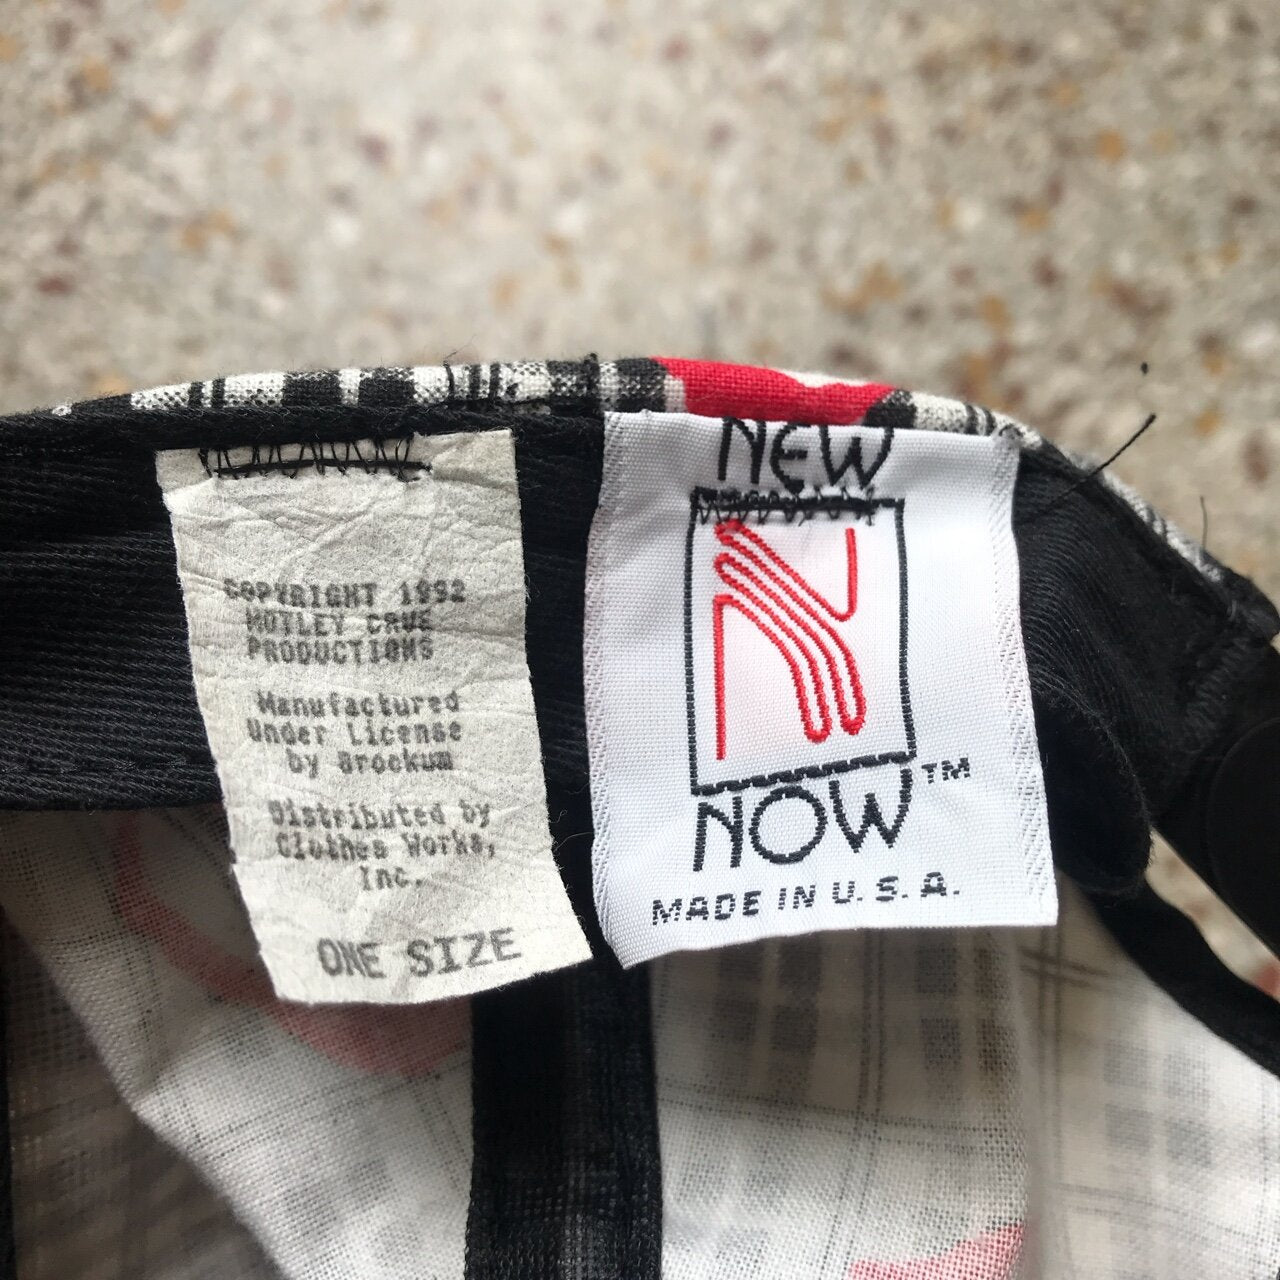 COPYRIGHT 1992
MOTLEY CRUE
PRODUCTIONS
Manufactured
Under License
by Brockum
Distributed by
Clothes Works,
Inc.
ONE SIZE
NEW
NOW™
MADE IN U.S.A.